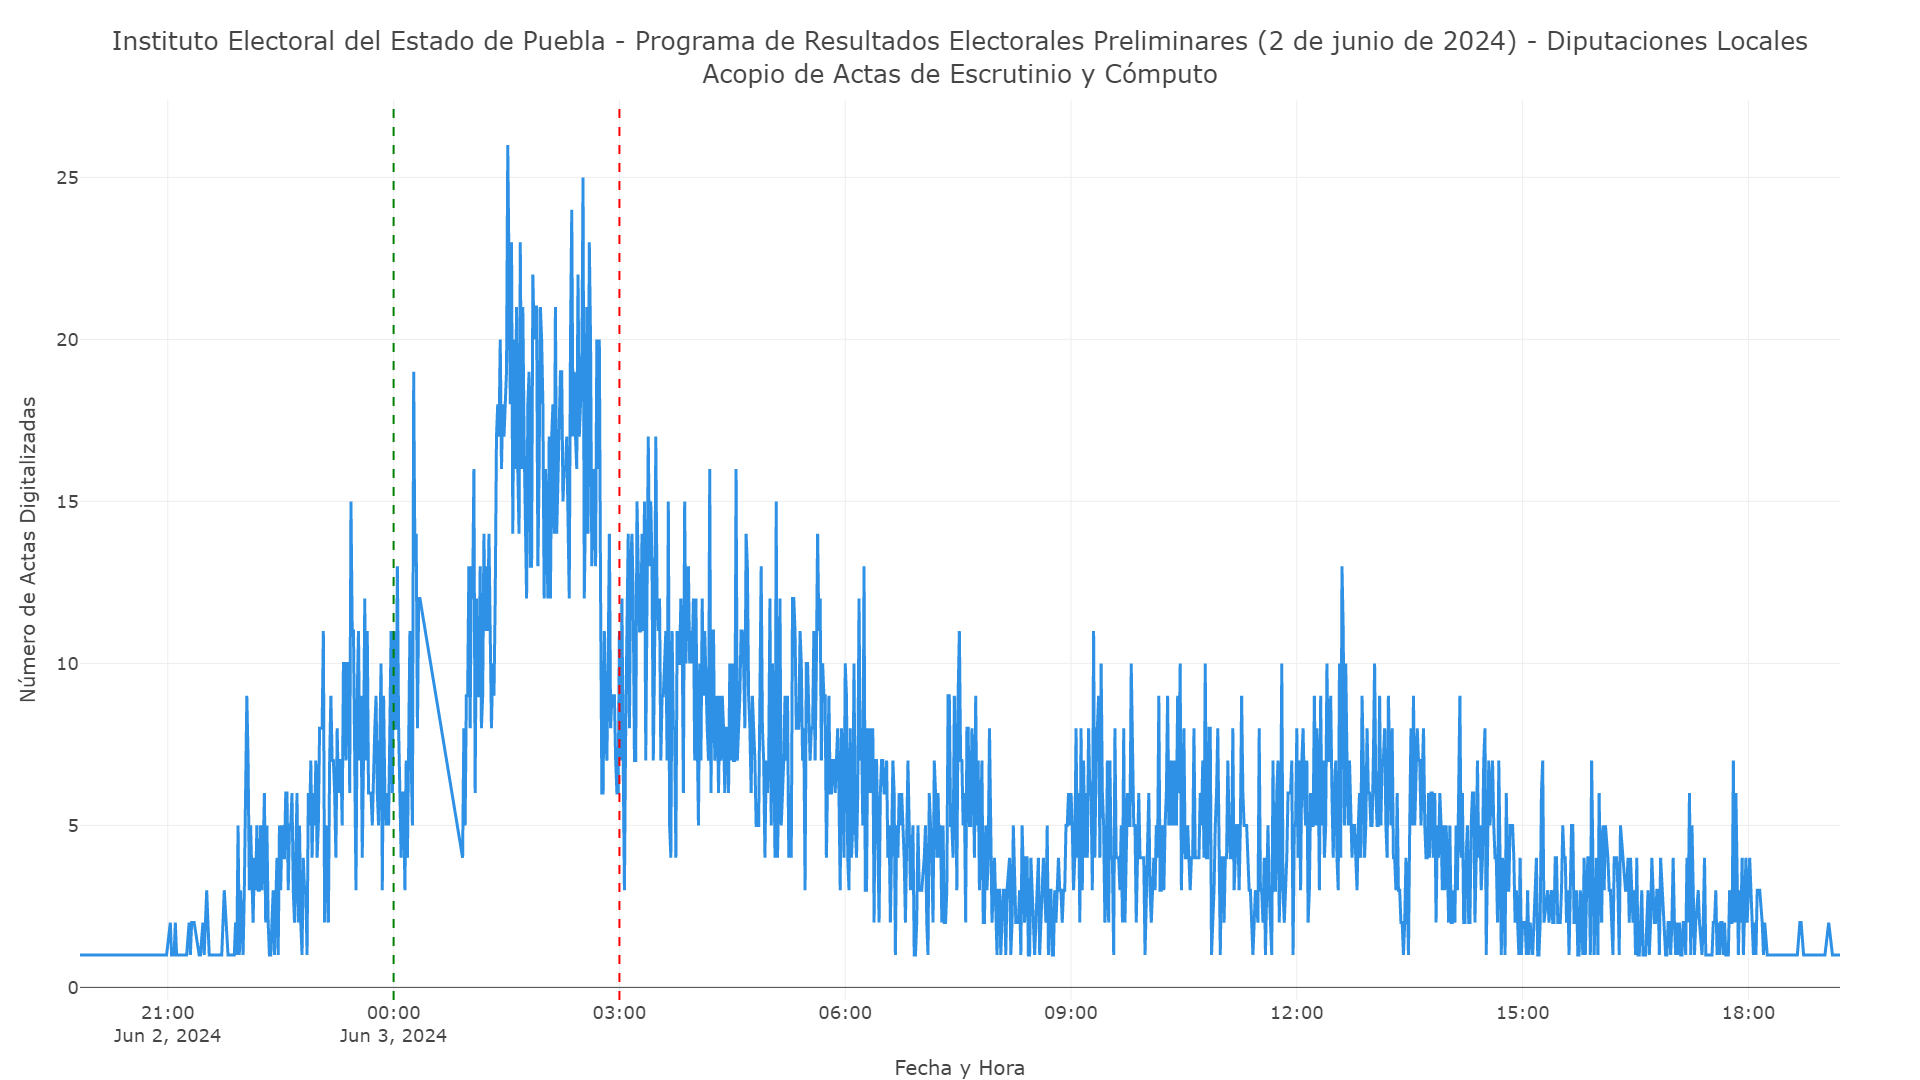 Instituto Electoral del Estado de Puebla - Programa de Resultados Electorales Preliminares (2 de junio de 2024) - Diputaciones Locales
Acopio de Actas de Escrutinio y Cómputo
Número de Actas Digitalizadas
25
20
15
10
5
0
21:00 00:00 03:00 06:00 09:00 12:00 15:00 18:00
Jun 2, 2024 Jun 3, 2024
Fecha y Hora